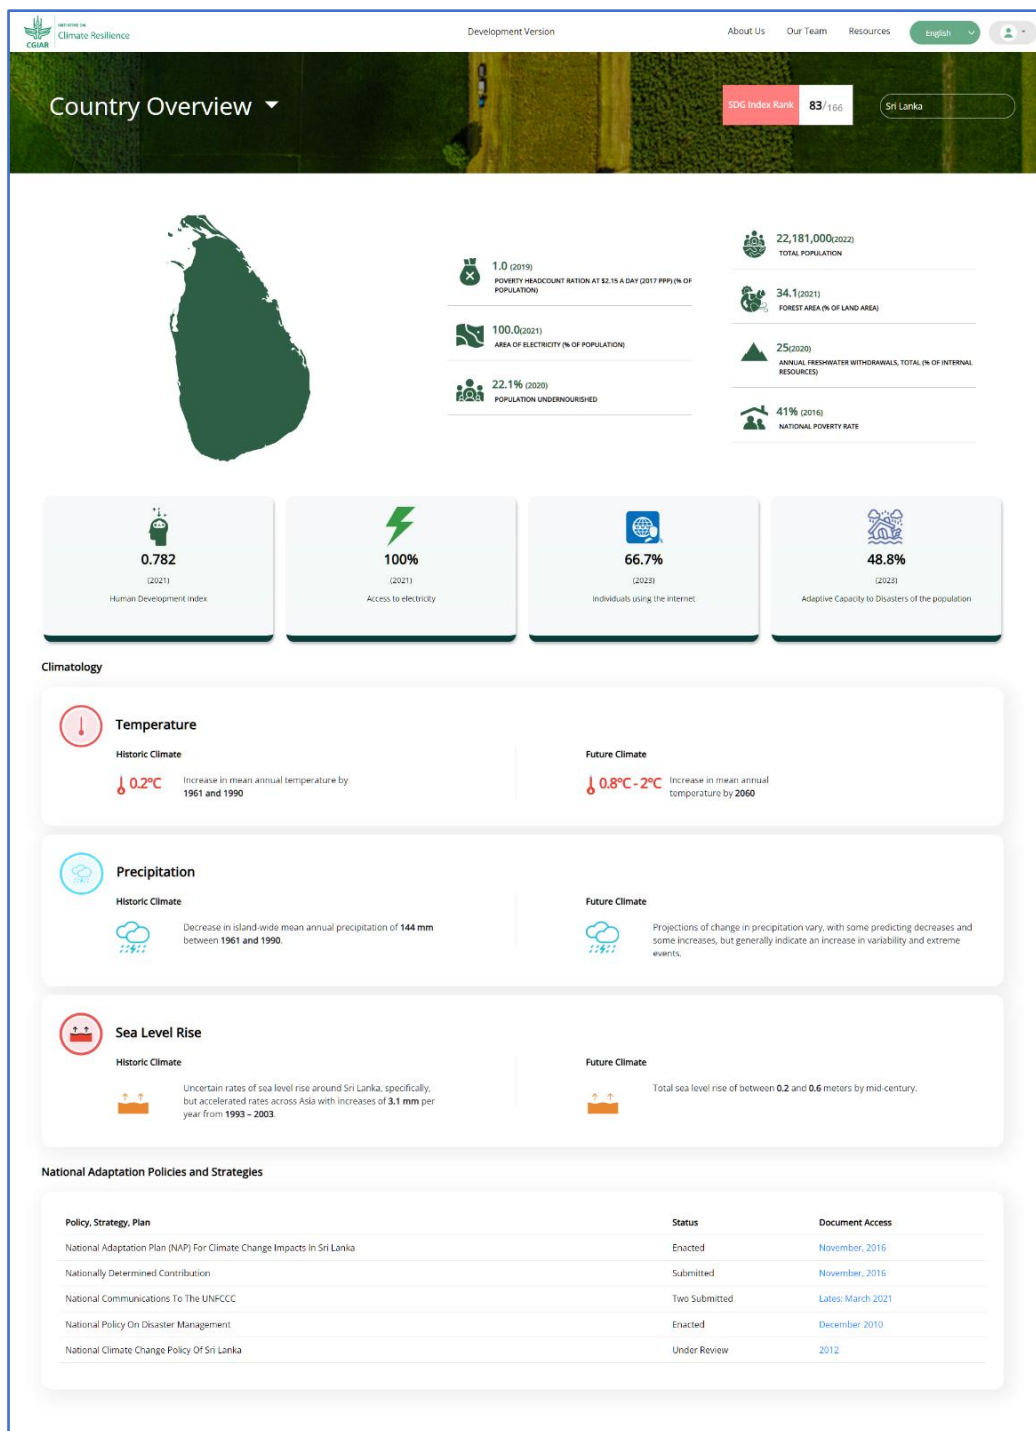 INITIATIVE ON
Climate Resilience
CGIAR
Development Version
About Us
Our Team
Resources
English
Country Overview
SDG Index Rank
83/166
Sri Lanka
1.0 (2019)
POVERTY HEADCOUNT RATION AT $2.15 A DAY (2017 PPP) (% OF
POPULATION)
100.0(2021)
AREA OF ELECTRICITY (% OF POPULATION)
22.1% (2020)
POPULATION UNDERNOURISHED
22,181,000(2022)
TOTAL POPULATION
34.1(2021)
FOREST AREA (% OF LAND AREA)
25(2020)
ANNUAL FRESHWATER WITHDRAWALS, TOTAL (% OF INTERNAL
RESOURCES)
41% (2016)
NATIONAL POVERTY RATE
0.782
(2021)
Human Development Index
100%
(2021)
Access to electricity
66.7%
(2023)
Individuals using the internet
48.8%
(2023)
Adaptive Capacity to Disasters of the population
Climatology
Temperature
Historic Climate
0.2°C
Increase in mean annual temperature by
1961 and 1990
Future Climate
0.8°C - 2°C
Increase in mean annual
temperature by 2060
Precipitation
Historic Climate
Decrease in island-wide mean annual precipitation of 144 mm
between 1961 and 1990.
Future Climate
Projections of change in precipitation vary, with some predicting decreases and
some increases, but generally indicate an increase in variability and extreme
events.
Sea Level Rise
Historic Climate
Uncertain rates of sea level rise around Sri Lanka, specifically,
but accelerated rates across Asia with increases of 3.1 mm per
year from 1993 – 2003.
Future Climate
Total sea level rise of between 0.2 and 0.6 meters by mid-century.
National Adaptation Policies and Strategies
Policy, Strategy, Plan Status Document Access
National Adaptation Plan (NAP) For Climate Change Impacts In Sri Lanka Enacted November, 2016
Nationally Determined Contribution Submitted November, 2016
National Communications To The UNFCCC Two Submitted Lates: March 2021
National Policy On Disaster Management Enacted December 2010
National Climate Change Policy Of Sri Lanka Under Review 2012